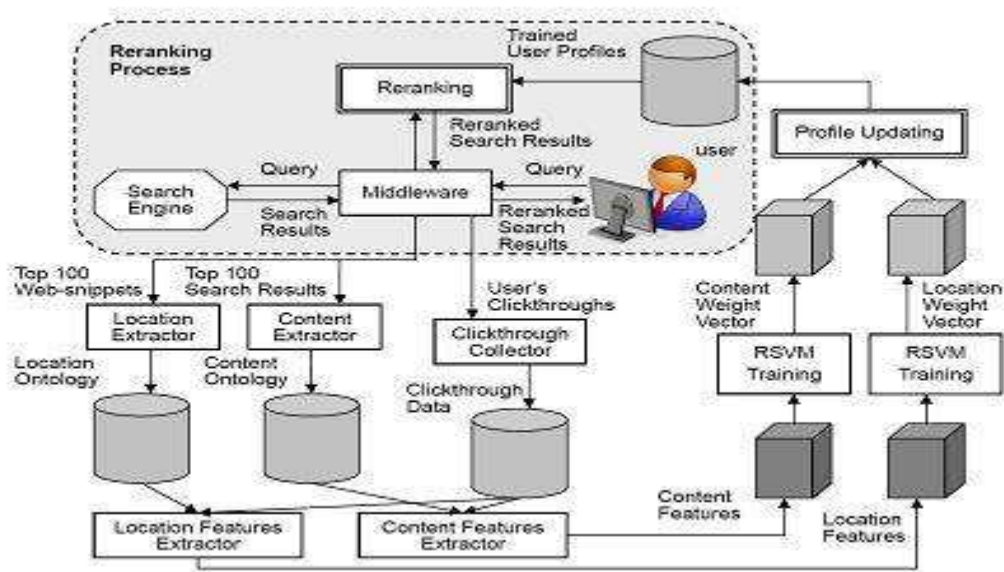 Reranking
Process
Trained
User Profiles
Reranking
Reranked
Search Results
Profile Updating
user
Search
Engine
Query
Search
Results
Middleware
Query
Reranked
Search
Results
Top 100
Web-snippets
Top 100
Search Results
User's
Clickthroughs
Content
Weight
Vector
Location
Weight
Vector
Location
Extractor
Content
Extractor
Clickthrough
Collector
RSVM
Training
RSVM
Training
Location
Ontology
Content
Ontology
Clickthrough
Data
Content
Features
Location
Features
Location Features
Extractor
Content Features
Extractor